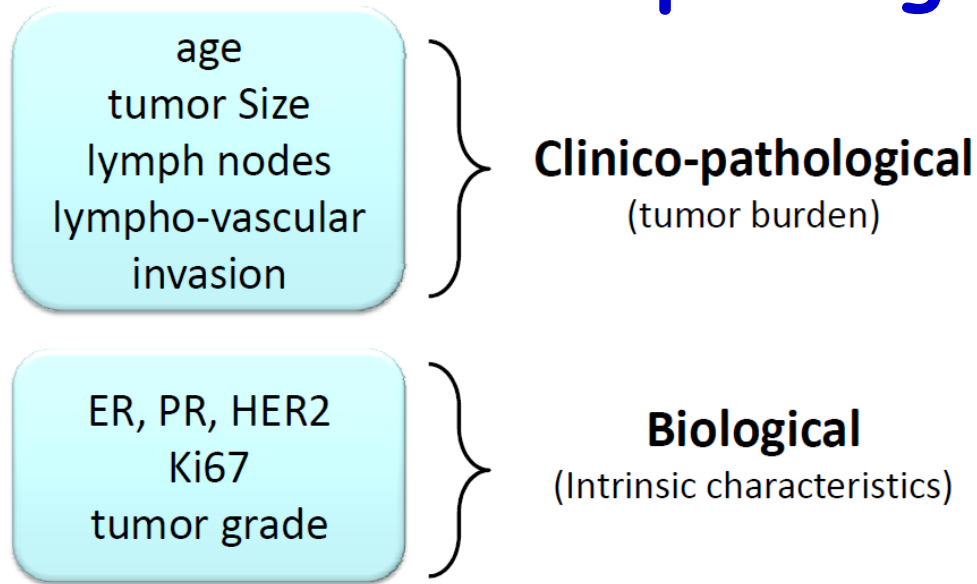 age
tumor Size
lymph nodes
lympho-vascular
invasion
Clinico-pathological
(tumor burden)
ER, PR, HER2
Ki67
tumor grade
Biological
(Intrinsic characteristics)